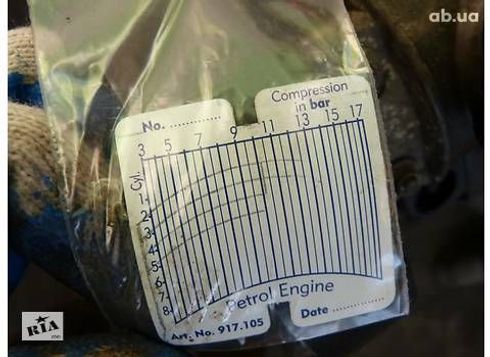 ab.ua
Compression
in bar
No. ..............
3 5 7 9 11 13 15 17
Cyl.
1
2
3
4
5
6
7
8
Petrol Engine
Art. No. 917.105
Date ..............
RIA
.com